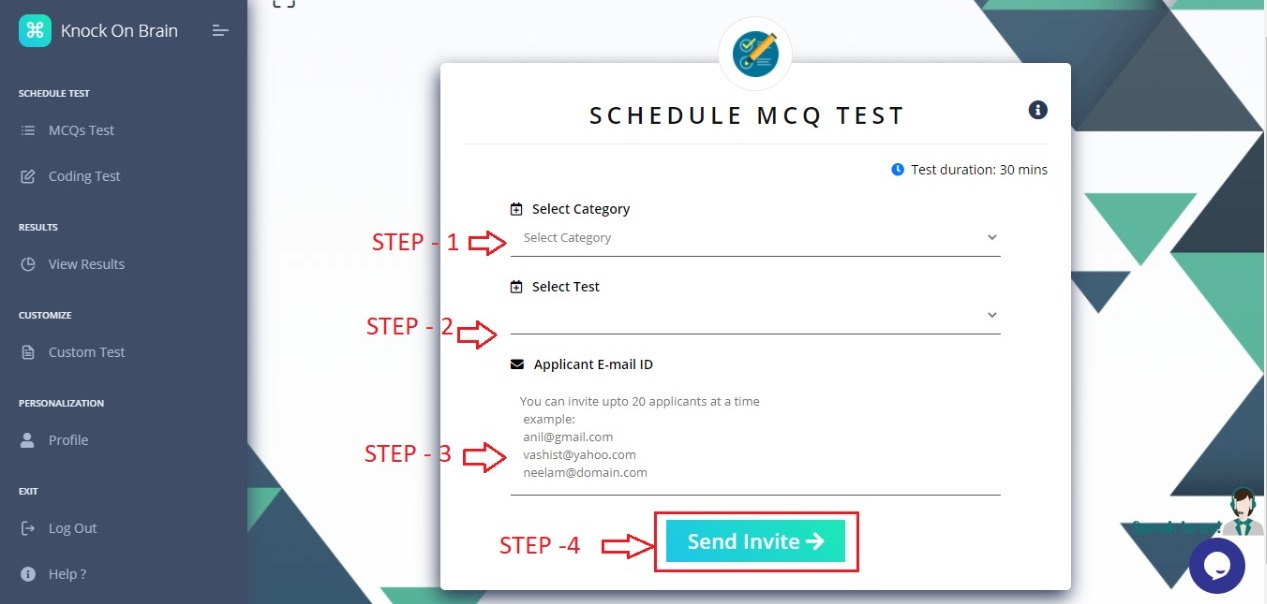 Knock On Brain
SCHEDULE TEST
MCQs Test
Coding Test
RESULTS
View Results
CUSTOMIZE
Custom Test
PERSONALIZATION
Profile
EXIT
Log Out
Help ?
SCHEDULE MCQ TEST
Test duration: 30 mins
Select Category
STEP - 1
Select Category
Select Test
STEP - 2
Applicant E-mail ID
You can invite upto 20 applicants at a time
example:
anil@gmail.com
STEP - 3
vashist@yahoo.com
neelam@domain.com
STEP -4
Send Invite